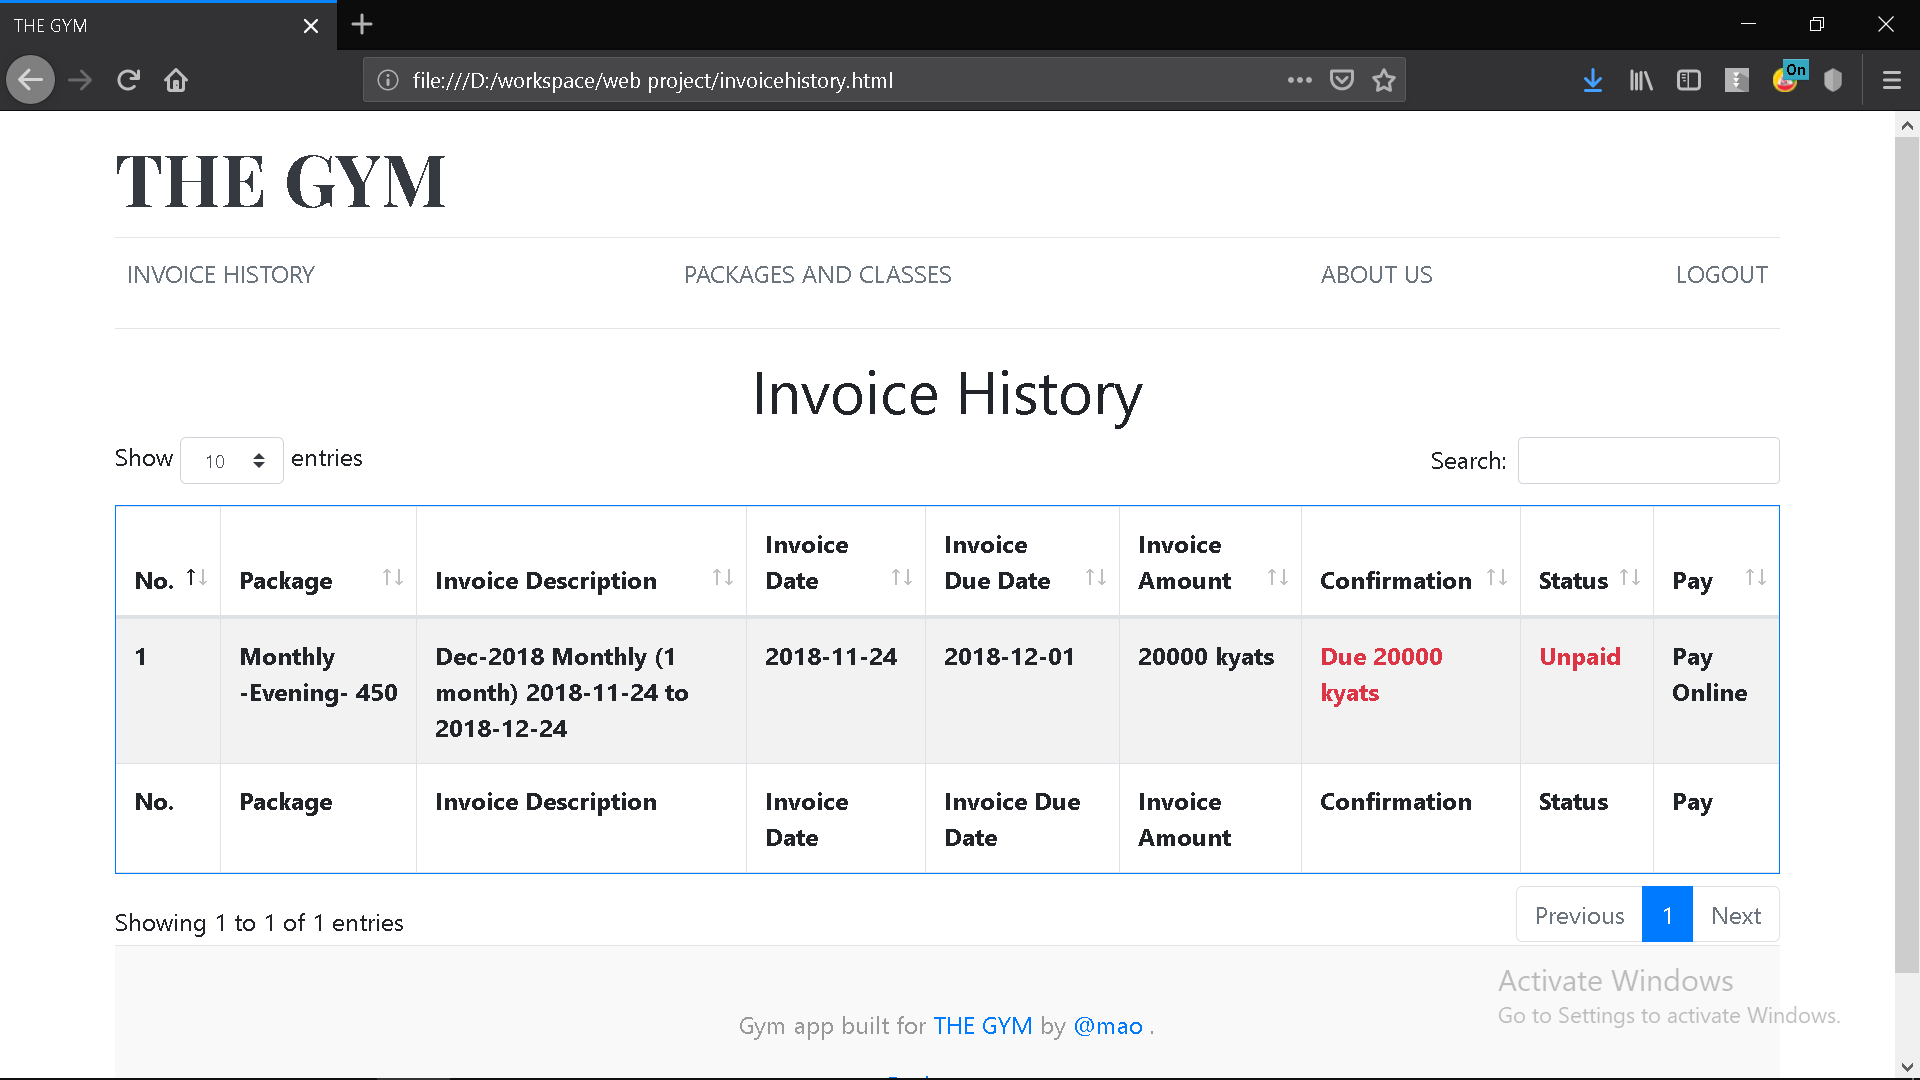 THE GYM
On
file:///D:/workspace/web project/invoicehistory.html
THE GYM
INVOICE HISTORY PACKAGES AND CLASSES ABOUT US LOGOUT
Invoice History
Show 10 entries Search:
No. Package Invoice Description Invoice Date Invoice Due Date Invoice Amount Confirmation Status Pay
1 Monthly -Evening- 450 Dec-2018 Monthly (1 month) 2018-11-24 to 2018-12-24 2018-11-24 2018-12-01 20000 kyats Due 20000 kyats Unpaid Pay Online
No. Package Invoice Description Invoice Date Invoice Due Date Invoice Amount Confirmation Status Pay
Showing 1 to 1 of 1 entries Previous 1 Next
Activate Windows
Go to Settings to activate Windows.
Gym app built for THE GYM by @mao .